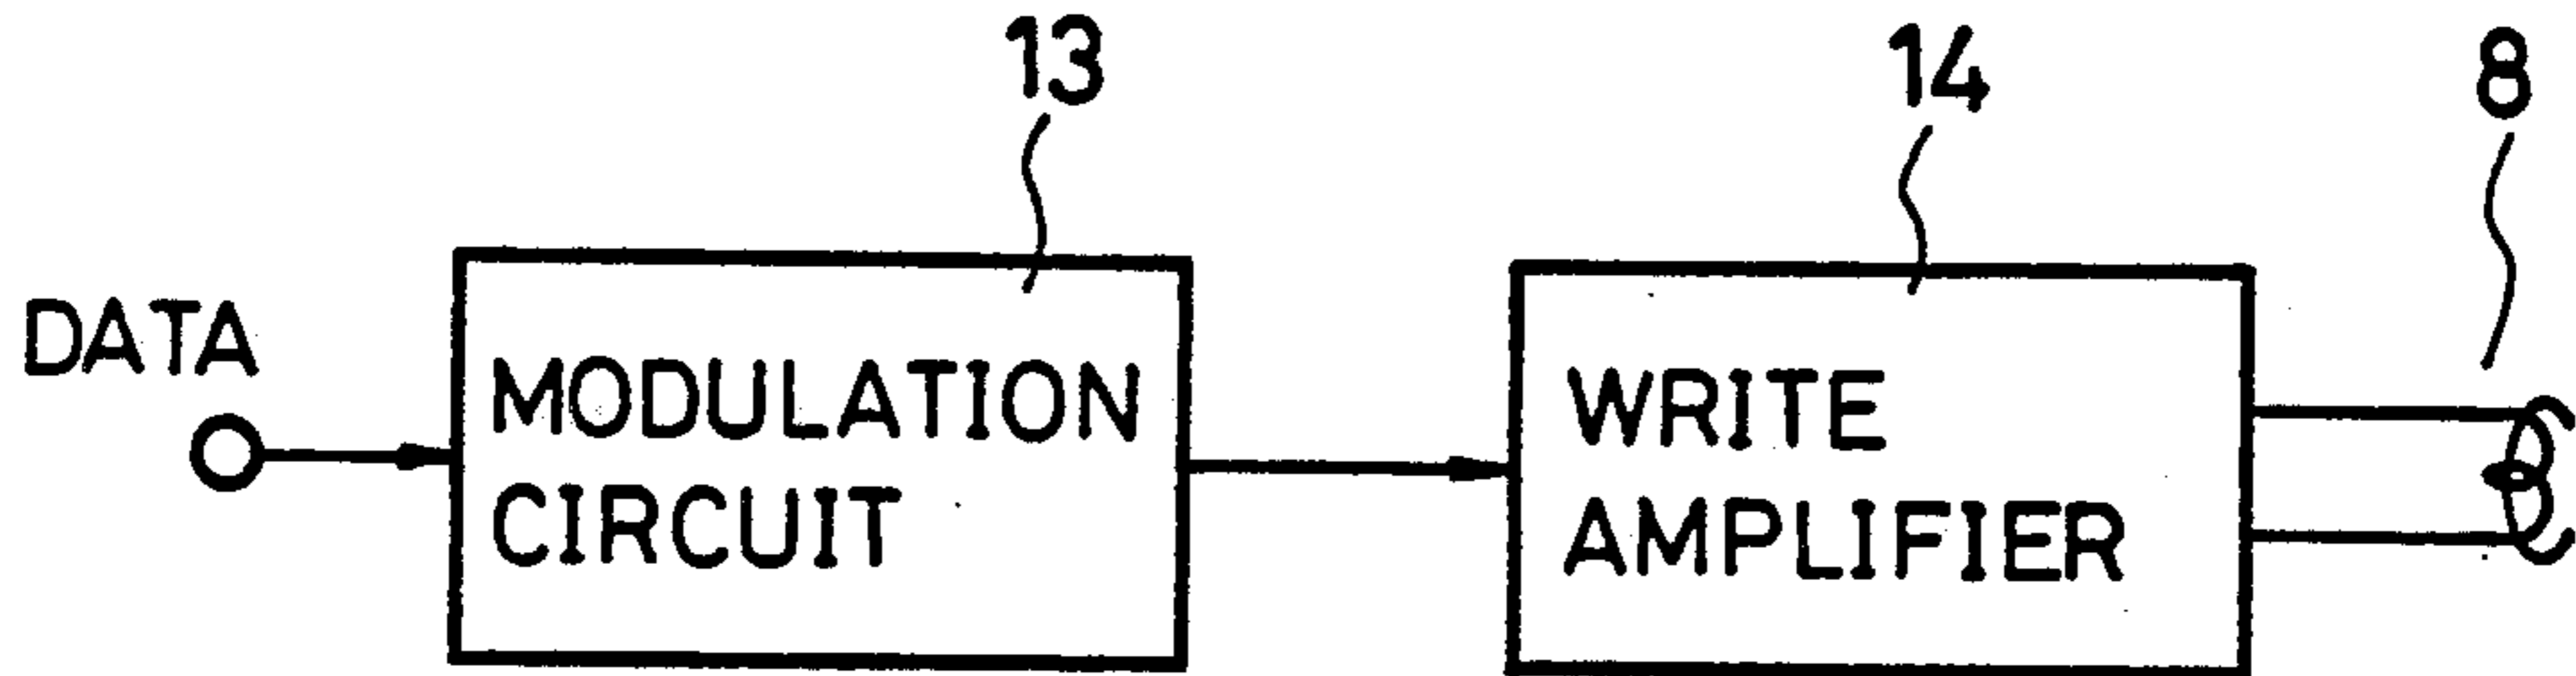 13
14
8
DATA
MODULATION
CIRCUIT
WRITE
AMPLIFIER